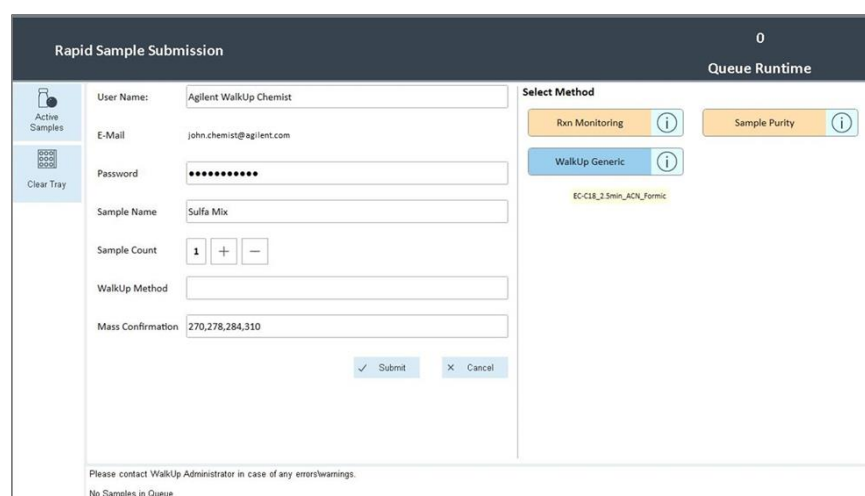 Rapid Sample Submission
0
Queue Runtime
Active
Samples
Clear Tray
User Name: Agilent WalkUp Chemist
E-Mail john.chemist@agilent.com
Password ●●●●●●●●●●●
Sample Name Sulfa Mix
Sample Count 1 + −
WalkUp Method
Mass Confirmation 270,278,284,310
✓ Submit × Cancel
Select Method
Rxn Monitoring i Sample Purity i
WalkUp Generic i
EC-C18_2.5min_ACN_Formic
Please contact WalkUp Administrator in case of any errors\warnings.
No Samples in Queue